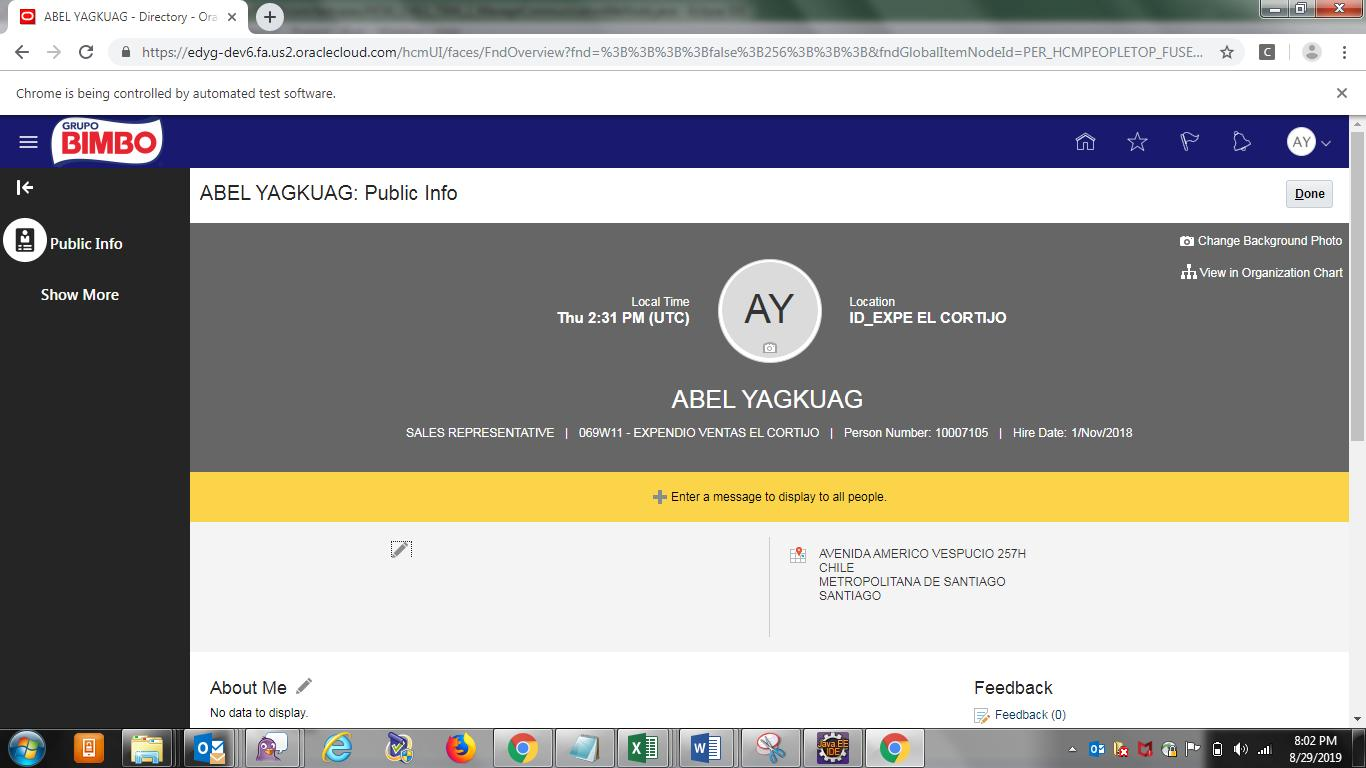 ABEL YAGKUAG - Directory - Ora
https://edyg-dev6.fa.us2.oraclecloud.com/hcmUI/faces/FndOverview?fnd=%3B%3B%3B%3Bfalse%3B256%3B%3B%3B&fndGlobalItemNodeId=PER_HCMPEOPLETOP_FUSE...
C
Chrome is being controlled by automated test software.
GRUPO
BIMBO
AY
ABEL YAGKUAG: Public Info
Done
Public Info
Show More
Change Background Photo
View in Organization Chart
Local Time
Thu 2:31 PM (UTC)
AY
Location
ID_EXPE EL CORTIJO
ABEL YAGKUAG
SALES REPRESENTATIVE | 069W11 - EXPENDIO VENTAS EL CORTIJO | Person Number: 10007105 | Hire Date: 1/Nov/2018
Enter a message to display to all people.
AVENIDA AMERICO VESPUCIO 257H
CHILE
METROPOLITANA DE SANTIAGO
SANTIAGO
About Me
No data to display.
Feedback
Feedback (0)
Java EE
IDE
8:02 PM
8/29/2019